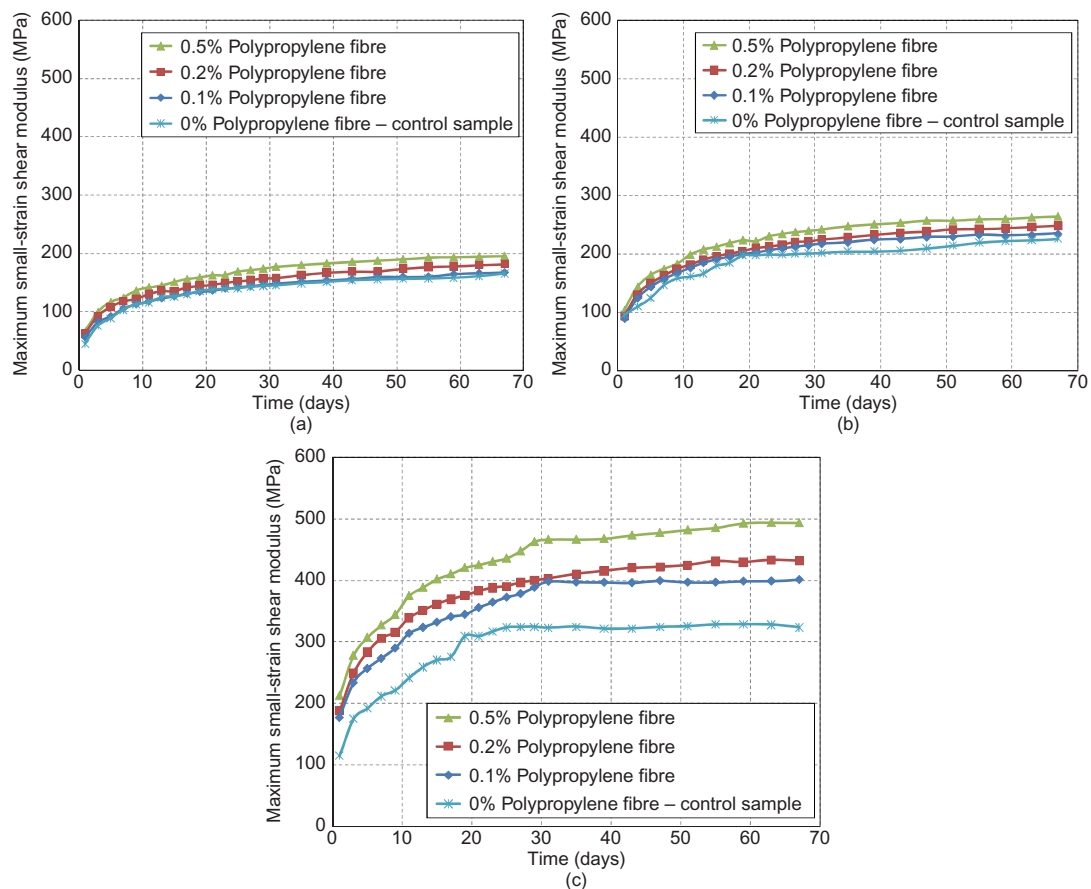 Maximum small-strain shear modulus (MPa)
600
500
400
300
200
100
0
0.5% Polypropylene fibre
0.2% Polypropylene fibre
0.1% Polypropylene fibre
0% Polypropylene fibre – control sample
0 10 20 30 40 50 60 70
Time (days)
(a)
Maximum small-strain shear modulus (MPa)
600
500
400
300
200
100
0
0.5% Polypropylene fibre
0.2% Polypropylene fibre
0.1% Polypropylene fibre
0% Polypropylene fibre – control sample
0 10 20 30 40 50 60 70
Time (days)
(b)
Maximum small-strain shear modulus (MPa)
600
500
400
300
200
100
0
0.5% Polypropylene fibre
0.2% Polypropylene fibre
0.1% Polypropylene fibre
0% Polypropylene fibre – control sample
0 10 20 30 40 50 60 70
Time (days)
(c)